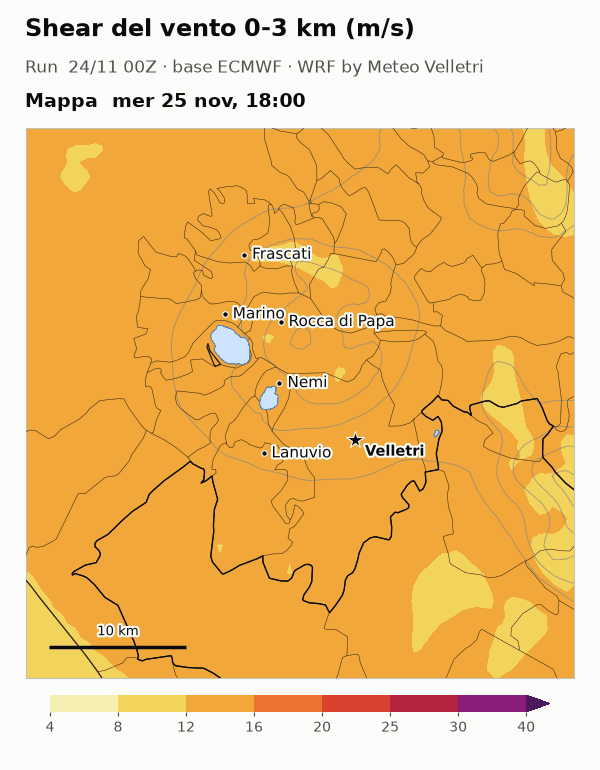 Shear del vento 0-3 km (m/s)
Run  24/11 00Z · base ECMWF · WRF by Meteo Velletri
Mappa  mer 25 nov, 18:00
Frascati
Marino
Rocca di Papa
Nemi
Velletri
Lanuvio
10 km
4 8 12 16 20 25 30 40